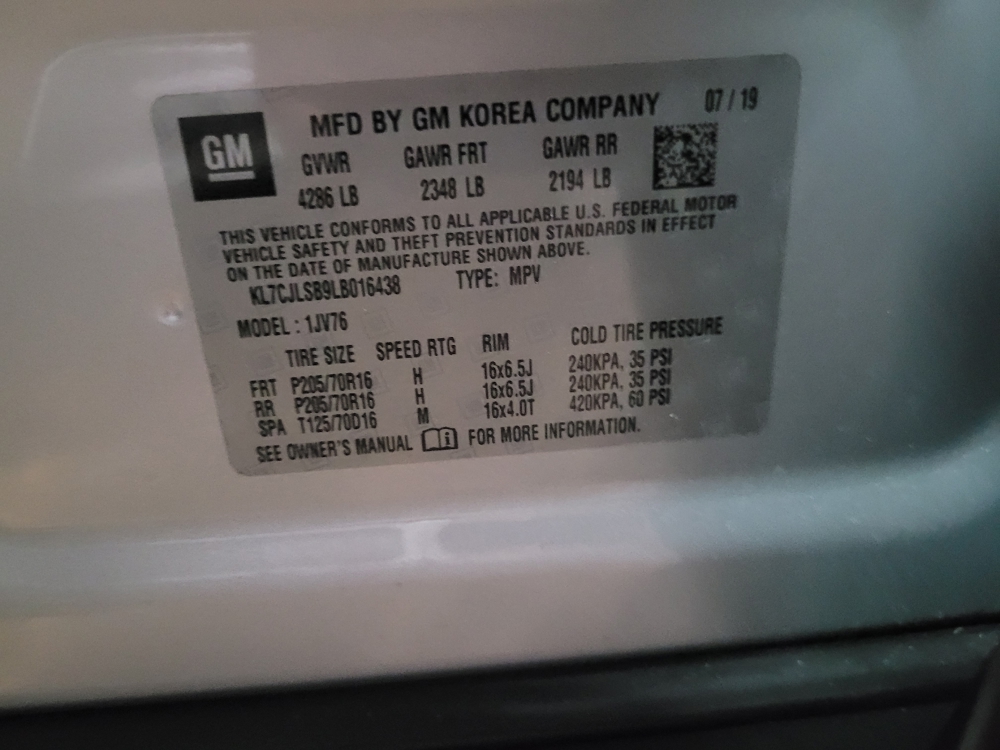 GM
MFD BY GM KOREA COMPANY 07 / 19
GVWR GAWR FRT GAWR RR
4286 LB 2348 LB 2194 LB
THIS VEHICLE CONFORMS TO ALL APPLICABLE U.S. FEDERAL MOTOR
VEHICLE SAFETY AND THEFT PREVENTION STANDARDS IN EFFECT
ON THE DATE OF MANUFACTURE SHOWN ABOVE.
KL7CJLSB9LB016438 TYPE: MPV
MODEL : 1JV76
TIRE SIZE SPEED RTG RIM COLD TIRE PRESSURE
FRT P205/70R16 H 16x6.5J 240KPA, 35 PSI
RR P205/70R16 H 16x6.5J 240KPA, 35 PSI
SPA T125/70D16 M 16x4.0T 420KPA, 60 PSI
SEE OWNER'S MANUAL FOR MORE INFORMATION.